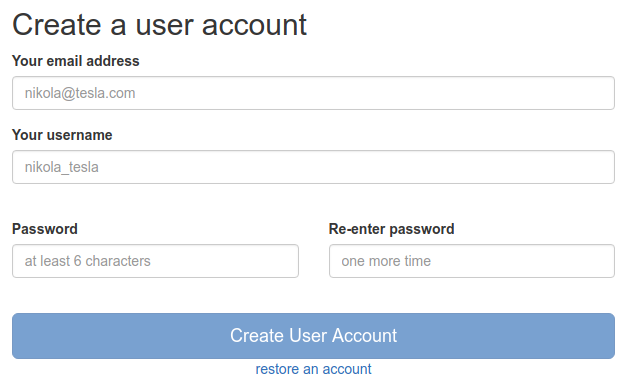 Create a user account
Your email address
nikola@tesla.com
Your username
nikola_tesla
Password
Re-enter password
at least 6 characters
one more time
Create User Account
restore an account